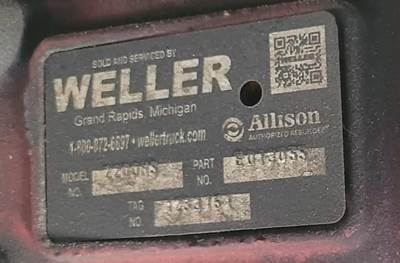 SOLD AND SERVICED BY
WELLER
Grand Rapids, Michigan
1-800-872-6697 • wellertruck.com
Allison
AUTHORIZED REBUILDER
MODEL NO.
PART NO.
TAG NO.